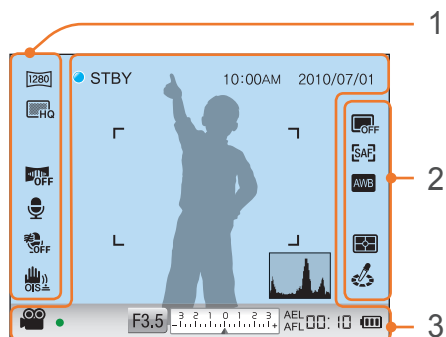 1
STBY 10:00AM 2010/07/01
1280
HQ
OFF
SAF
AWB
2
OFF
OFF
OIS
F3.5 3 2 1 0 1 2 3 AEL
- + AFL 00:10
3